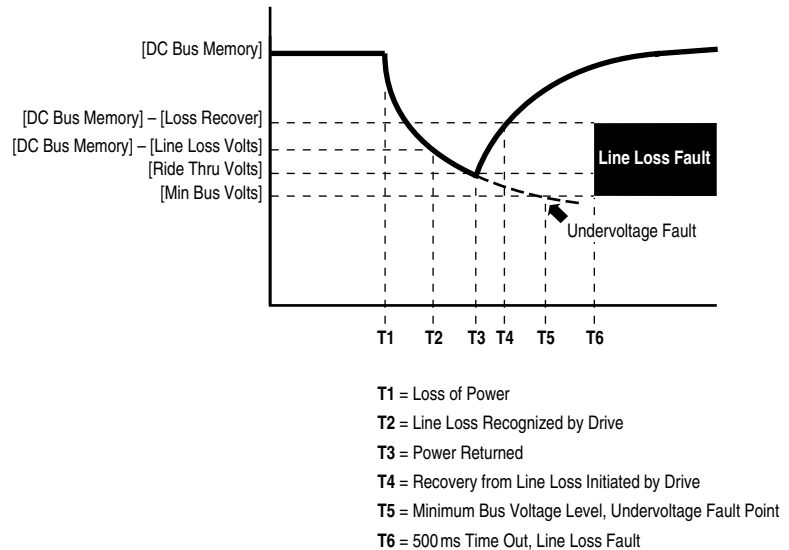 [DC Bus Memory]
[DC Bus Memory] – [Loss Recover]
[DC Bus Memory] – [Line Loss Volts]
[Ride Thru Volts]
[Min Bus Volts]
Line Loss Fault
Undervoltage Fault
T1 T2 T3 T4 T5 T6
T1 = Loss of Power
T2 = Line Loss Recognized by Drive
T3 = Power Returned
T4 = Recovery from Line Loss Initiated by Drive
T5 = Minimum Bus Voltage Level, Undervoltage Fault Point
T6 = 500 ms Time Out, Line Loss Fault